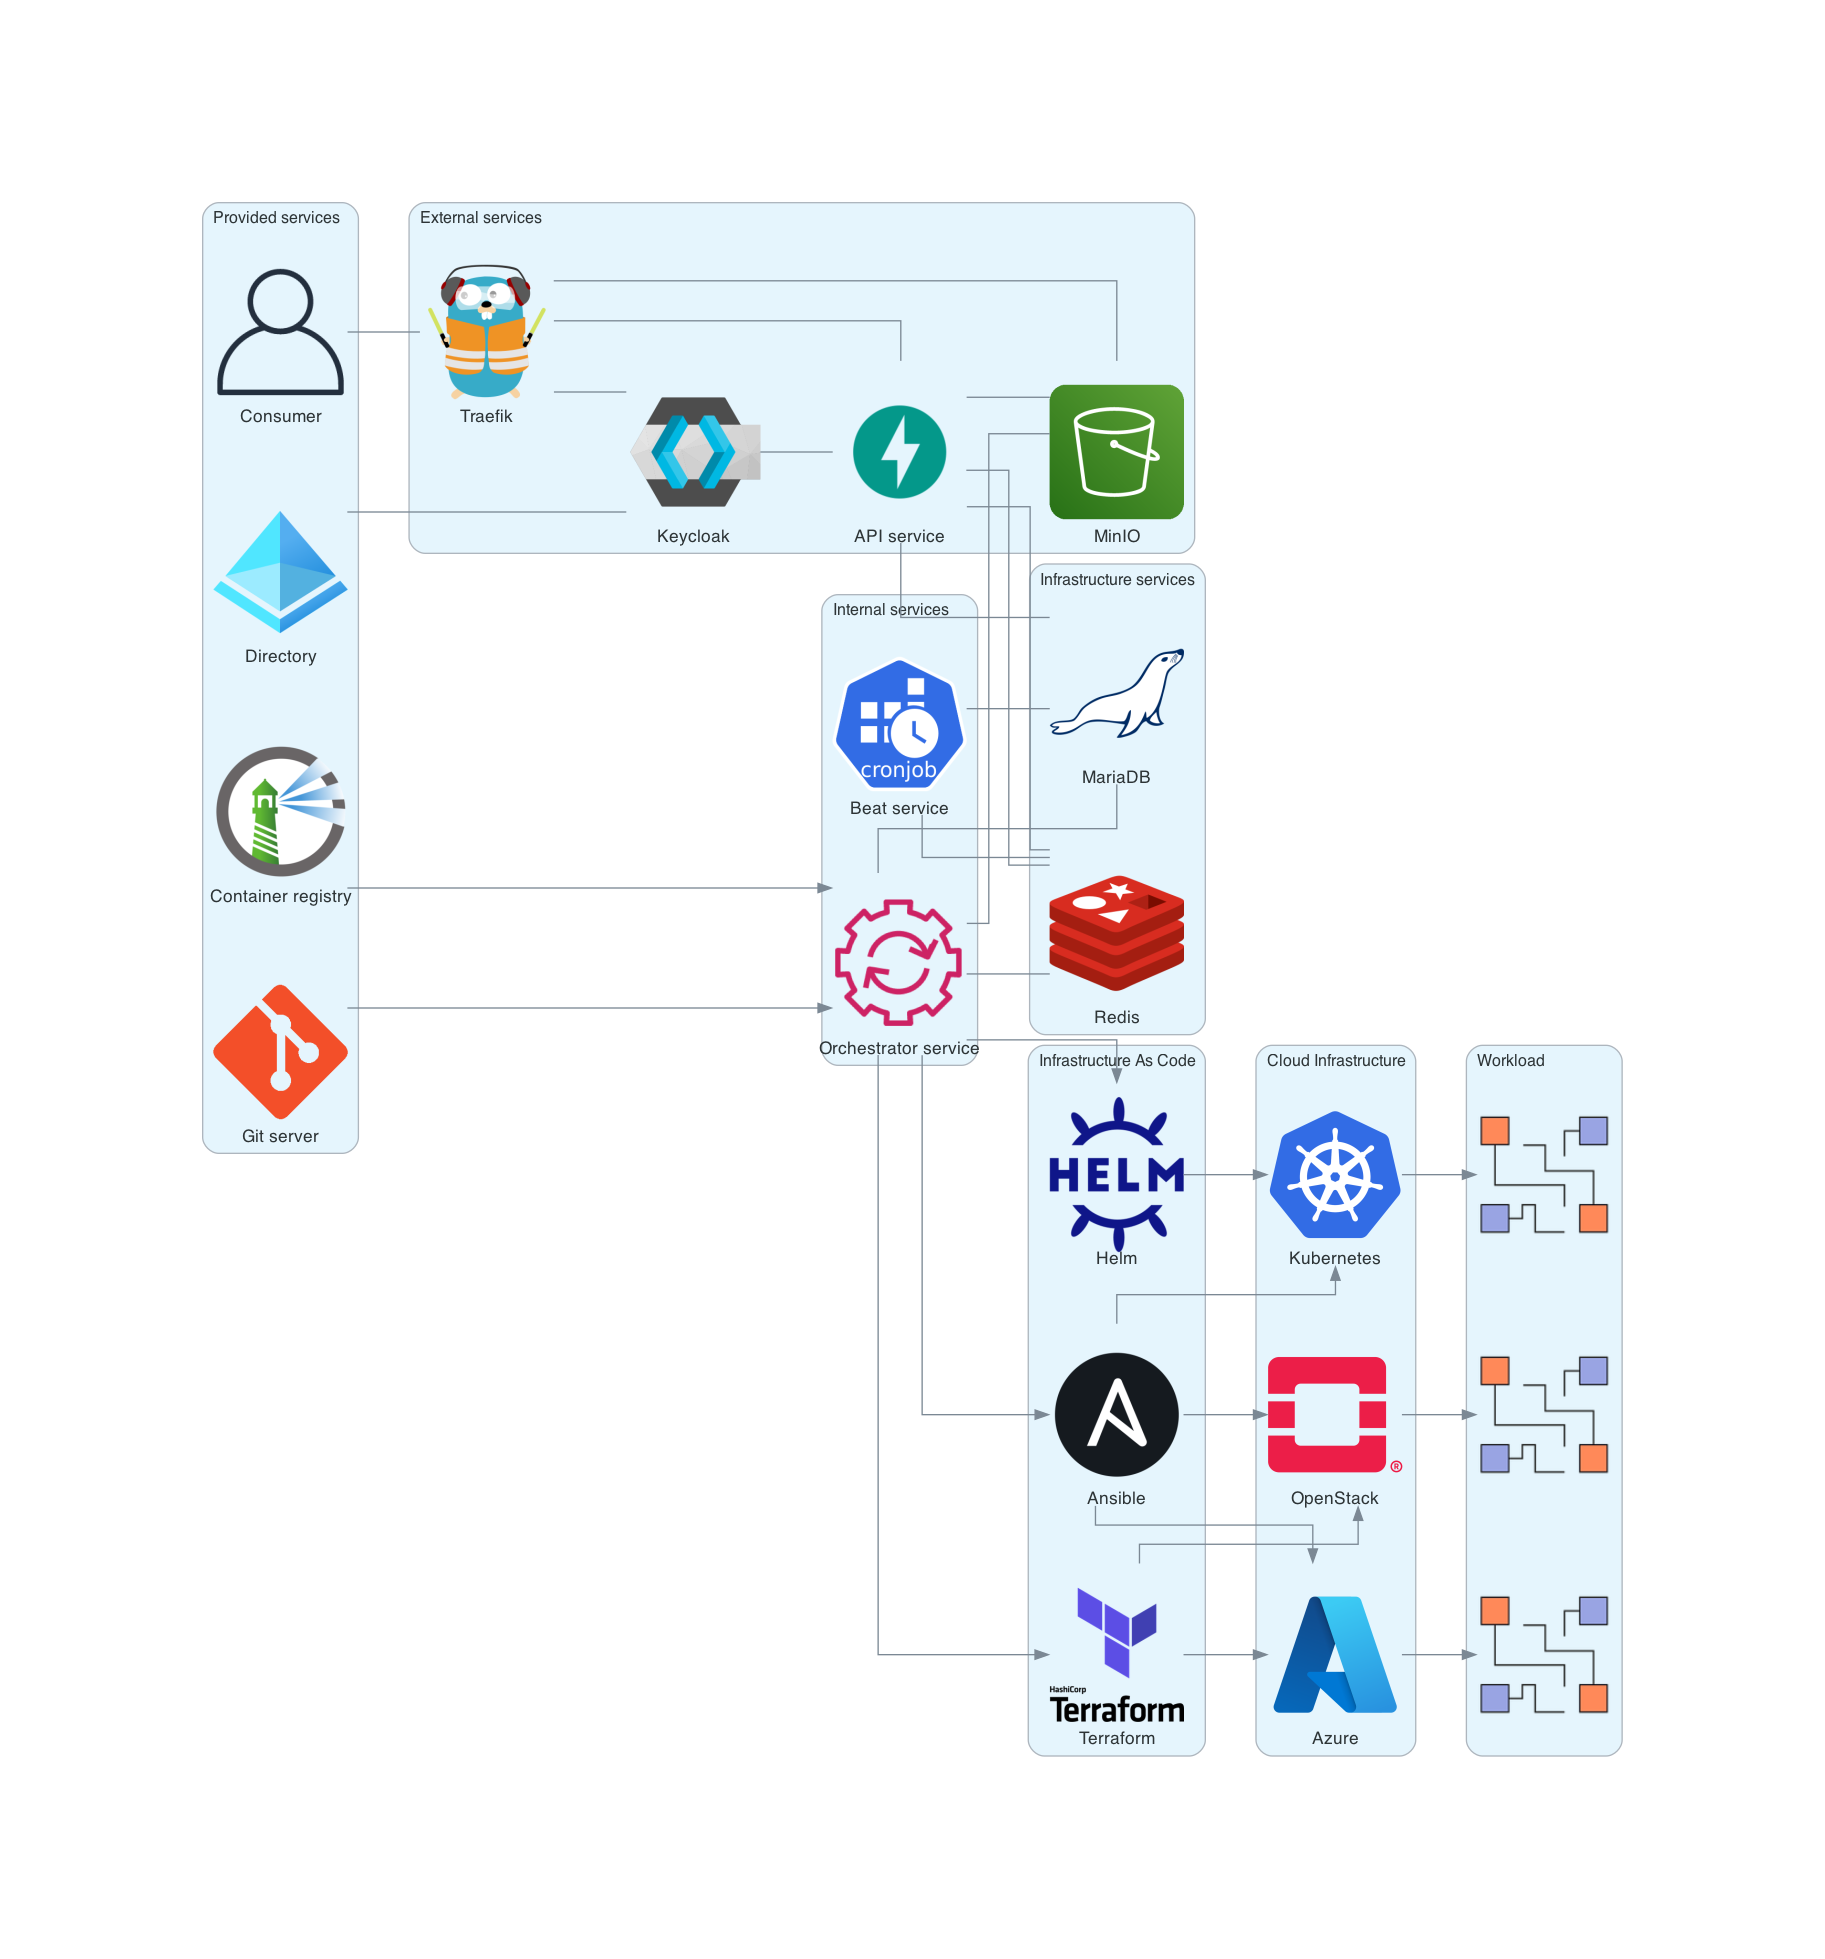 Provided services
Consumer
Directory
Container registry
Git server
External services
Traefik
Keycloak
API service
MinIO
Internal services
cronjob
Beat service
Orchestrator service
Infrastructure services
MariaDB
Redis
Infrastructure As Code
HELM
Helm
Ansible
HashiCorp
Terraform
Terraform
Cloud Infrastructure
Kubernetes
®
OpenStack
Azure
Workload